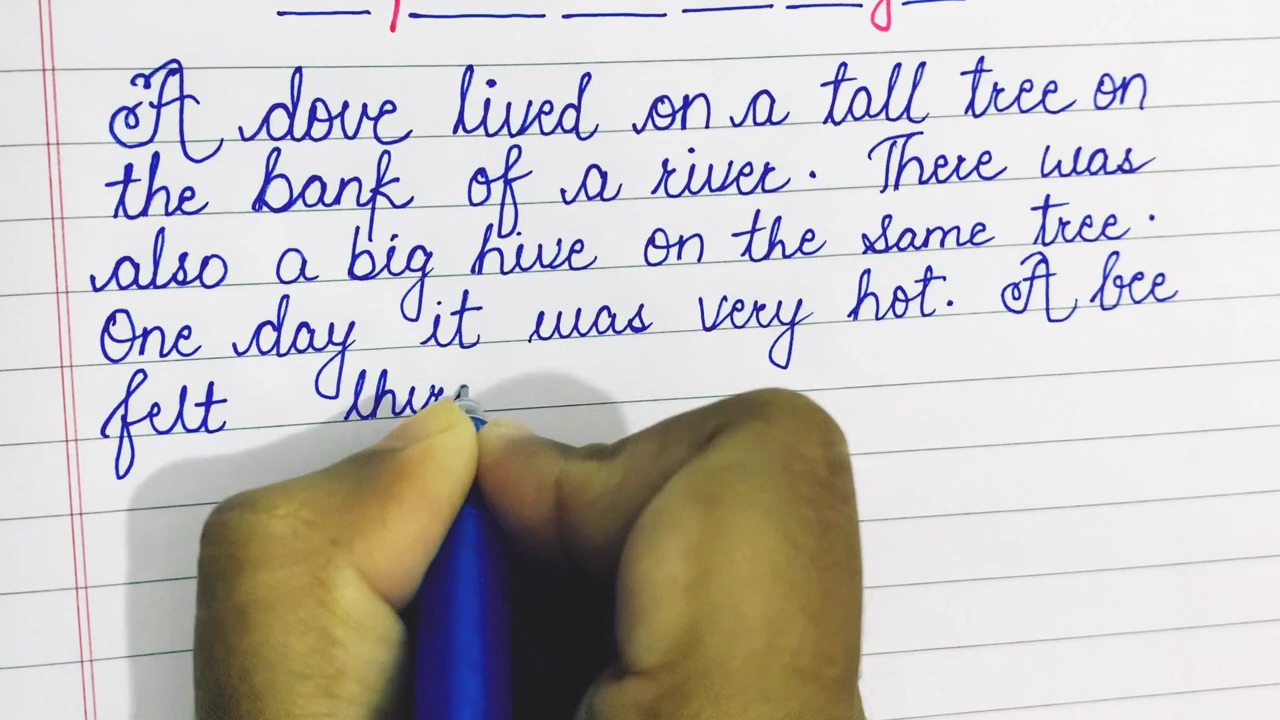 A dove lived on a tall tree on
the bank of a river. There was
also a big hive on the same tree.
One day it was very hot. A bee
felt thir